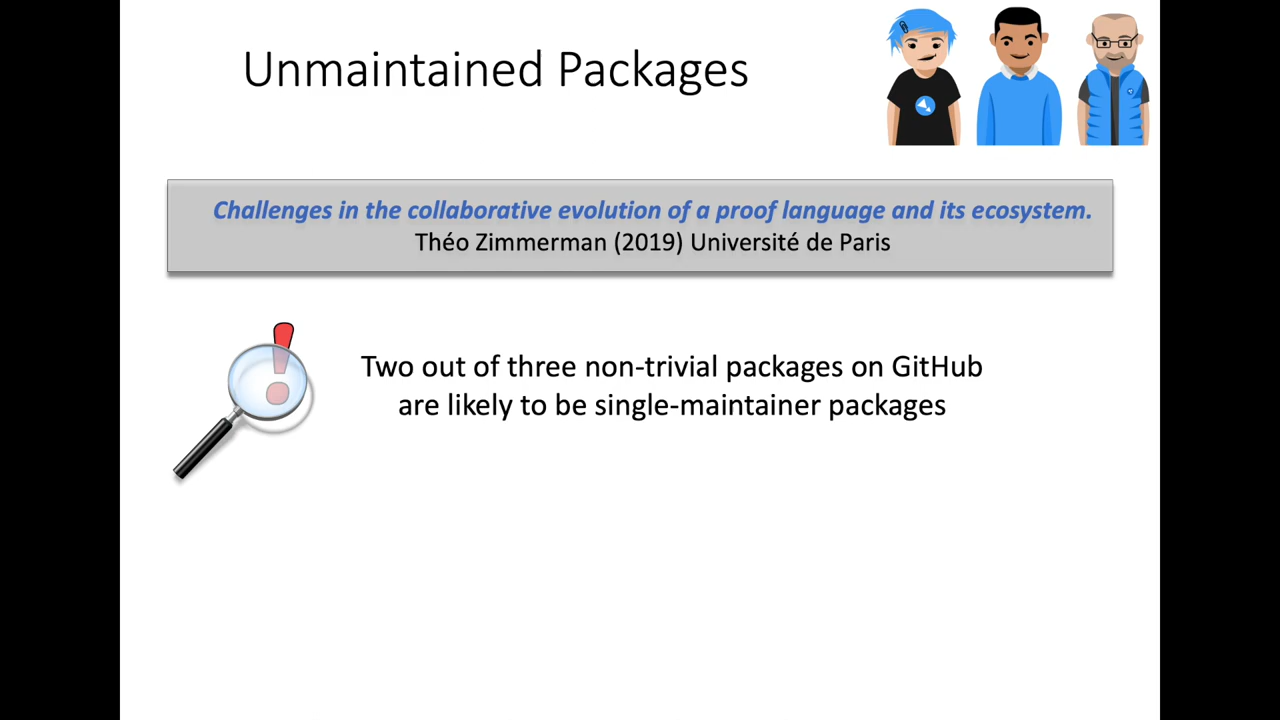 Unmaintained Packages
Challenges in the collaborative evolution of a proof language and its ecosystem.
Théo Zimmerman (2019) Université de Paris
Two out of three non-trivial packages on GitHub
are likely to be single-maintainer packages